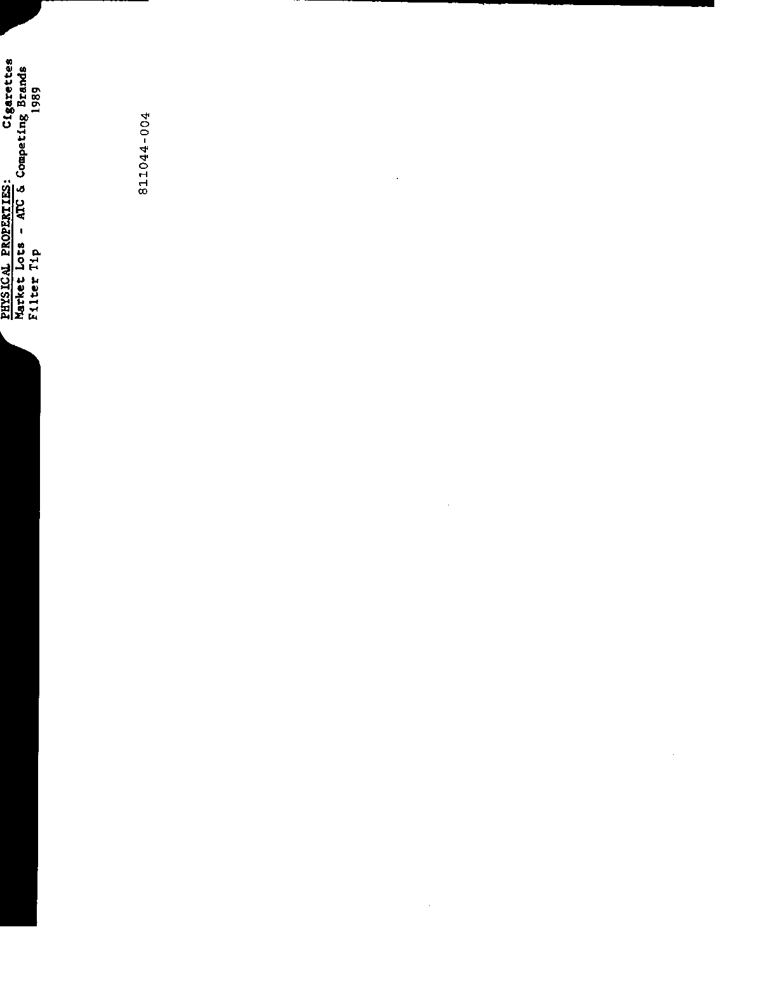 PHYSICAL PROPERTIES: Cigarettes
Market Lots - ATC & Competing Brands
Filter Tip 1989
811044-004